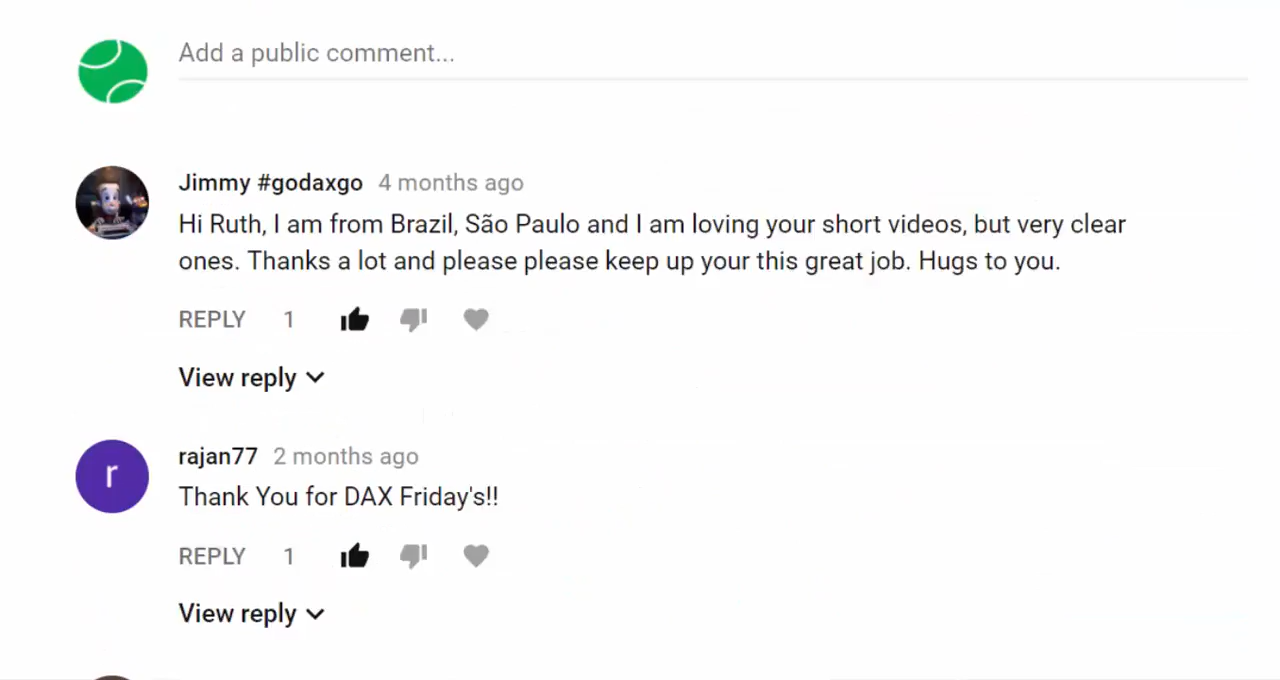 Add a public comment...
Jimmy #godaxgo 4 months ago
Hi Ruth, I am from Brazil, São Paulo and I am loving your short videos, but very clear
ones. Thanks a lot and please please keep up your this great job. Hugs to you.
REPLY 1
View reply
r
rajan77 2 months ago
Thank You for DAX Friday's!!
REPLY 1
View reply